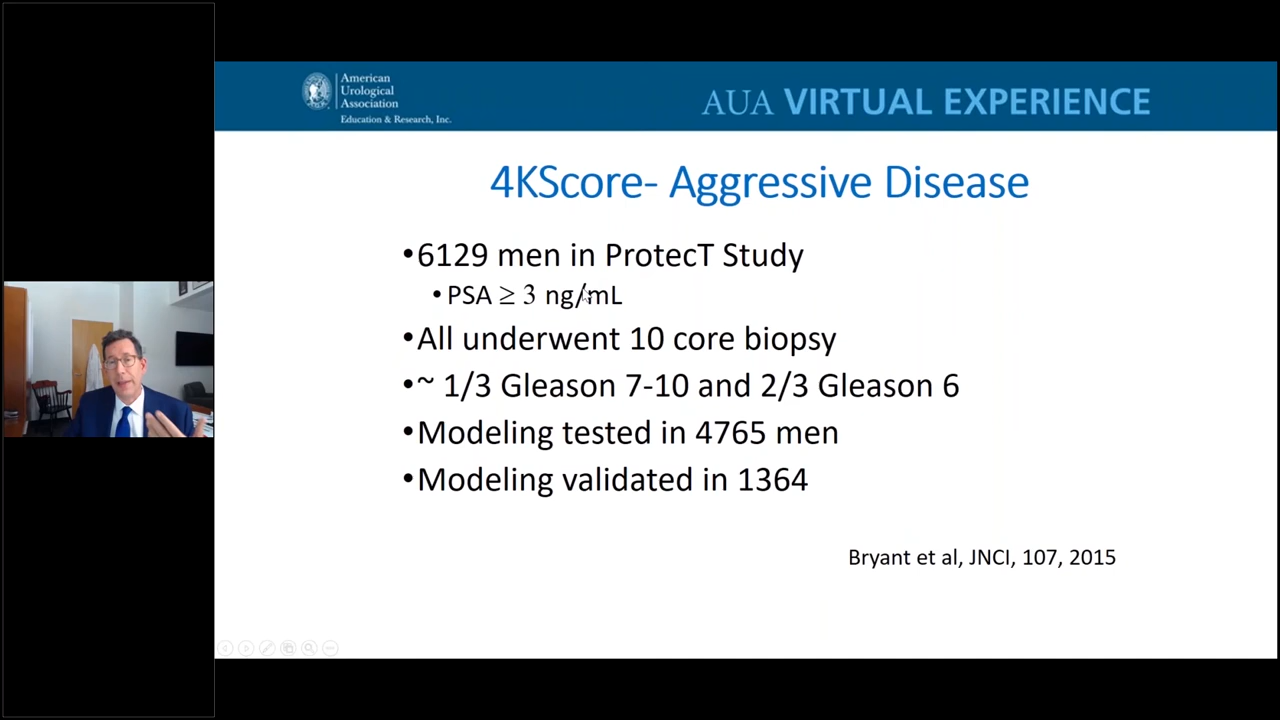 American
Urological
Association
Education & Research, Inc.
AUA VIRTUAL EXPERIENCE
4KScore- Aggressive Disease
•6129 men in ProtecT Study
•PSA ≥ 3 ng/mL
•All underwent 10 core biopsy
•~ 1/3 Gleason 7-10 and 2/3 Gleason 6
•Modeling tested in 4765 men
•Modeling validated in 1364
Bryant et al, JNCI, 107, 2015